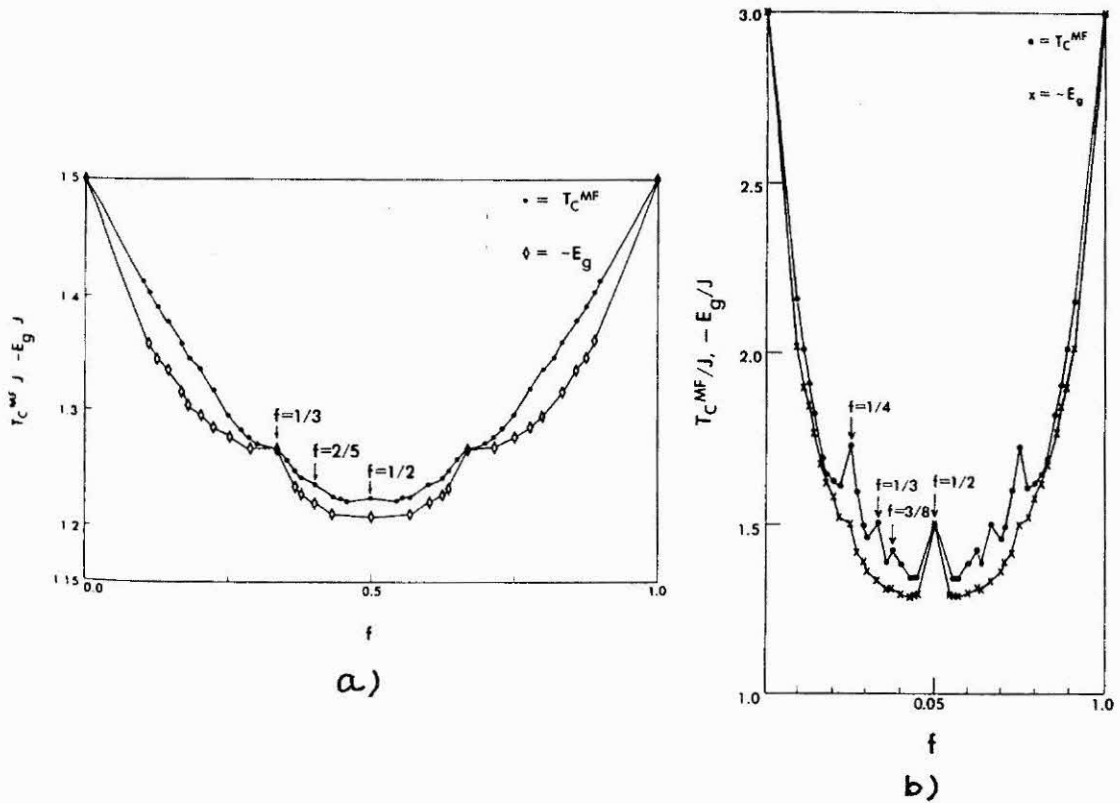 1.5
1.4
1.3
1.2
1.15
T_C^MF J -E_g J
• = T_C^MF
◊ = -E_g
f=1/3
f=2/5
f=1/2
0.0
0.5
1.0
f
a)
3.0
2.5
2.0
1.5
1.0
T_C^MF/J, -E_g/J
• = T_C^MF
x = -E_g
f=1/4
f=1/3
f=3/8
f=1/2
0.05
1.0
f
b)